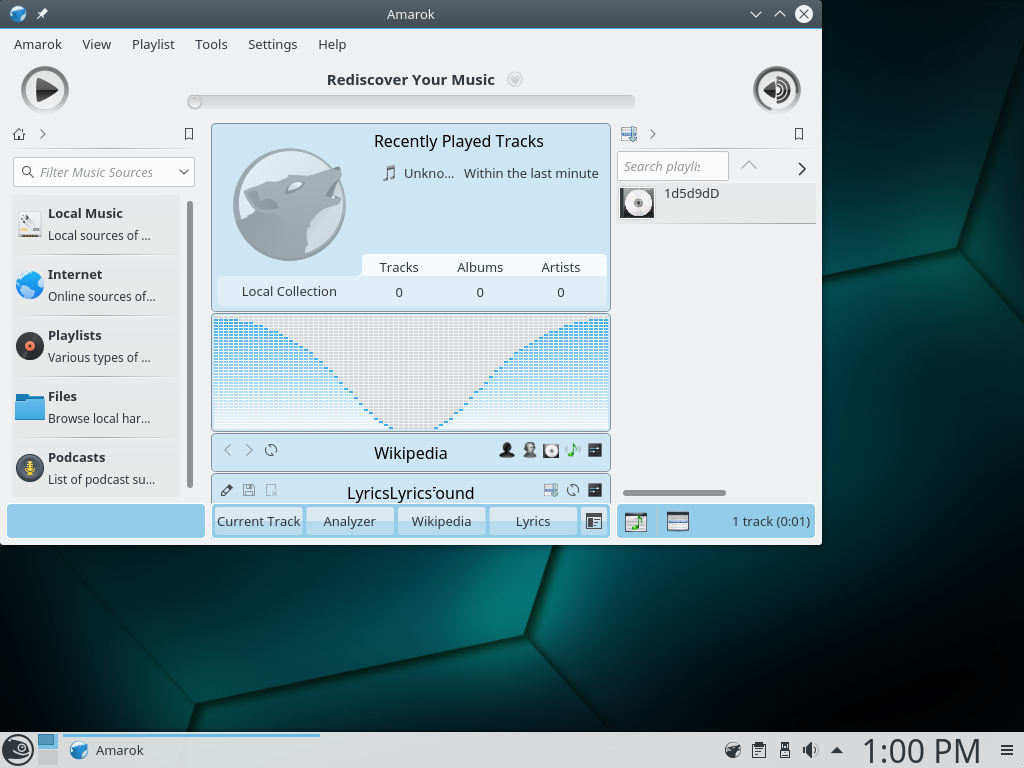 Amarok
Amarok View Playlist Tools Settings Help
Rediscover Your Music
Filter Music Sources
Local Music
Local sources of ...
Internet
Online sources of...
Playlists
Various types of ...
Files
Browse local har...
Podcasts
List of podcast su...
Recently Played Tracks
Unkno... Within the last minute
Tracks Albums Artists
Local Collection 0 0 0
Wikipedia
Lyrics
Current Track Analyzer Wikipedia Lyrics
Search playlis
1d5d9dD
1 track (0:01)
Amarok
1:00 PM